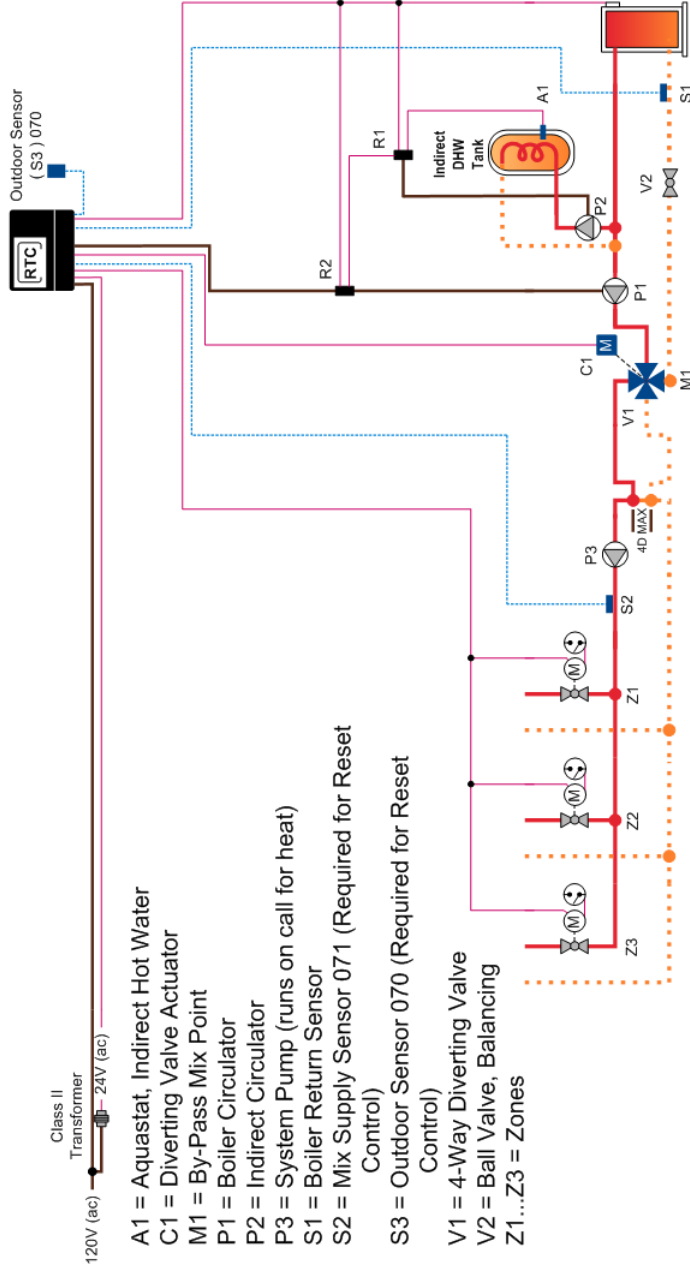 Outdoor Sensor
( S3 ) 070
RTC
R1
A1
Indirect
DHW
Tank
R2
P2
P1
V2
S1
C1
M
V1
M1
4D MAX
P3
S2
M
Z1
M
Z2
M
Z3
Class II
Transformer
24V (ac)
120V (ac)
A1 = Aquastat, Indirect Hot Water
C1 = Diverting Valve Actuator
M1 = By-Pass Mix Point
P1 = Boiler Circulator
P2 = Indirect Circulator
P3 = System Pump (runs on call for heat)
S1 = Boiler Return Sensor
S2 = Mix Supply Sensor 071 (Required for Reset
Control)
S3 = Outdoor Sensor 070 (Required for Reset
Control)
V1 = 4-Way Diverting Valve
V2 = Ball Valve, Balancing
Z1...Z3 = Zones